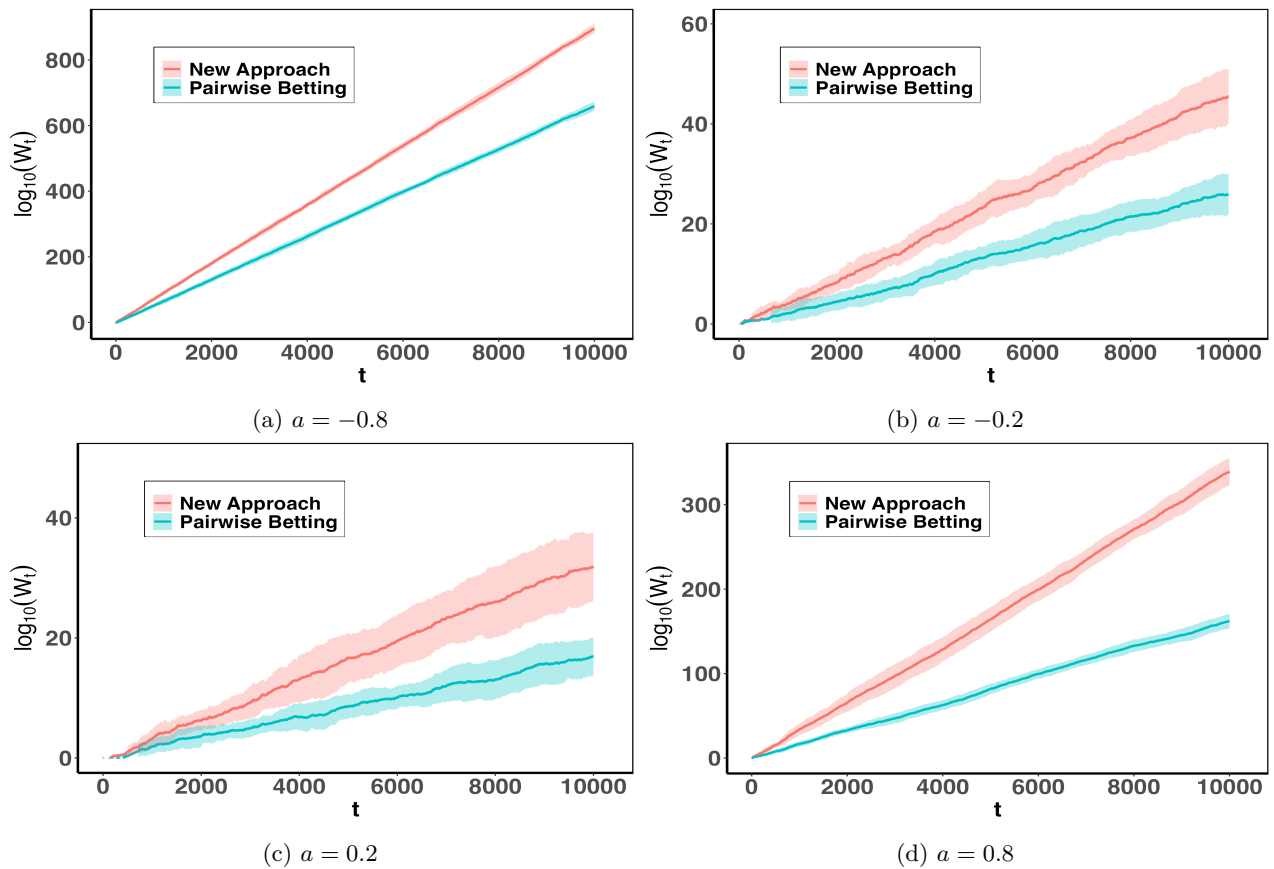 800
600
400
200
0
log10(Wt)
New Approach
Pairwise Betting
0 2000 4000 6000 8000 10000
t
(a) a = −0.8
60
40
20
0
log10(Wt)
New Approach
Pairwise Betting
0 2000 4000 6000 8000 10000
t
(b) a = −0.2
40
20
0
log10(Wt)
New Approach
Pairwise Betting
0 2000 4000 6000 8000 10000
t
(c) a = 0.2
300
200
100
0
log10(Wt)
New Approach
Pairwise Betting
0 2000 4000 6000 8000 10000
t
(d) a = 0.8